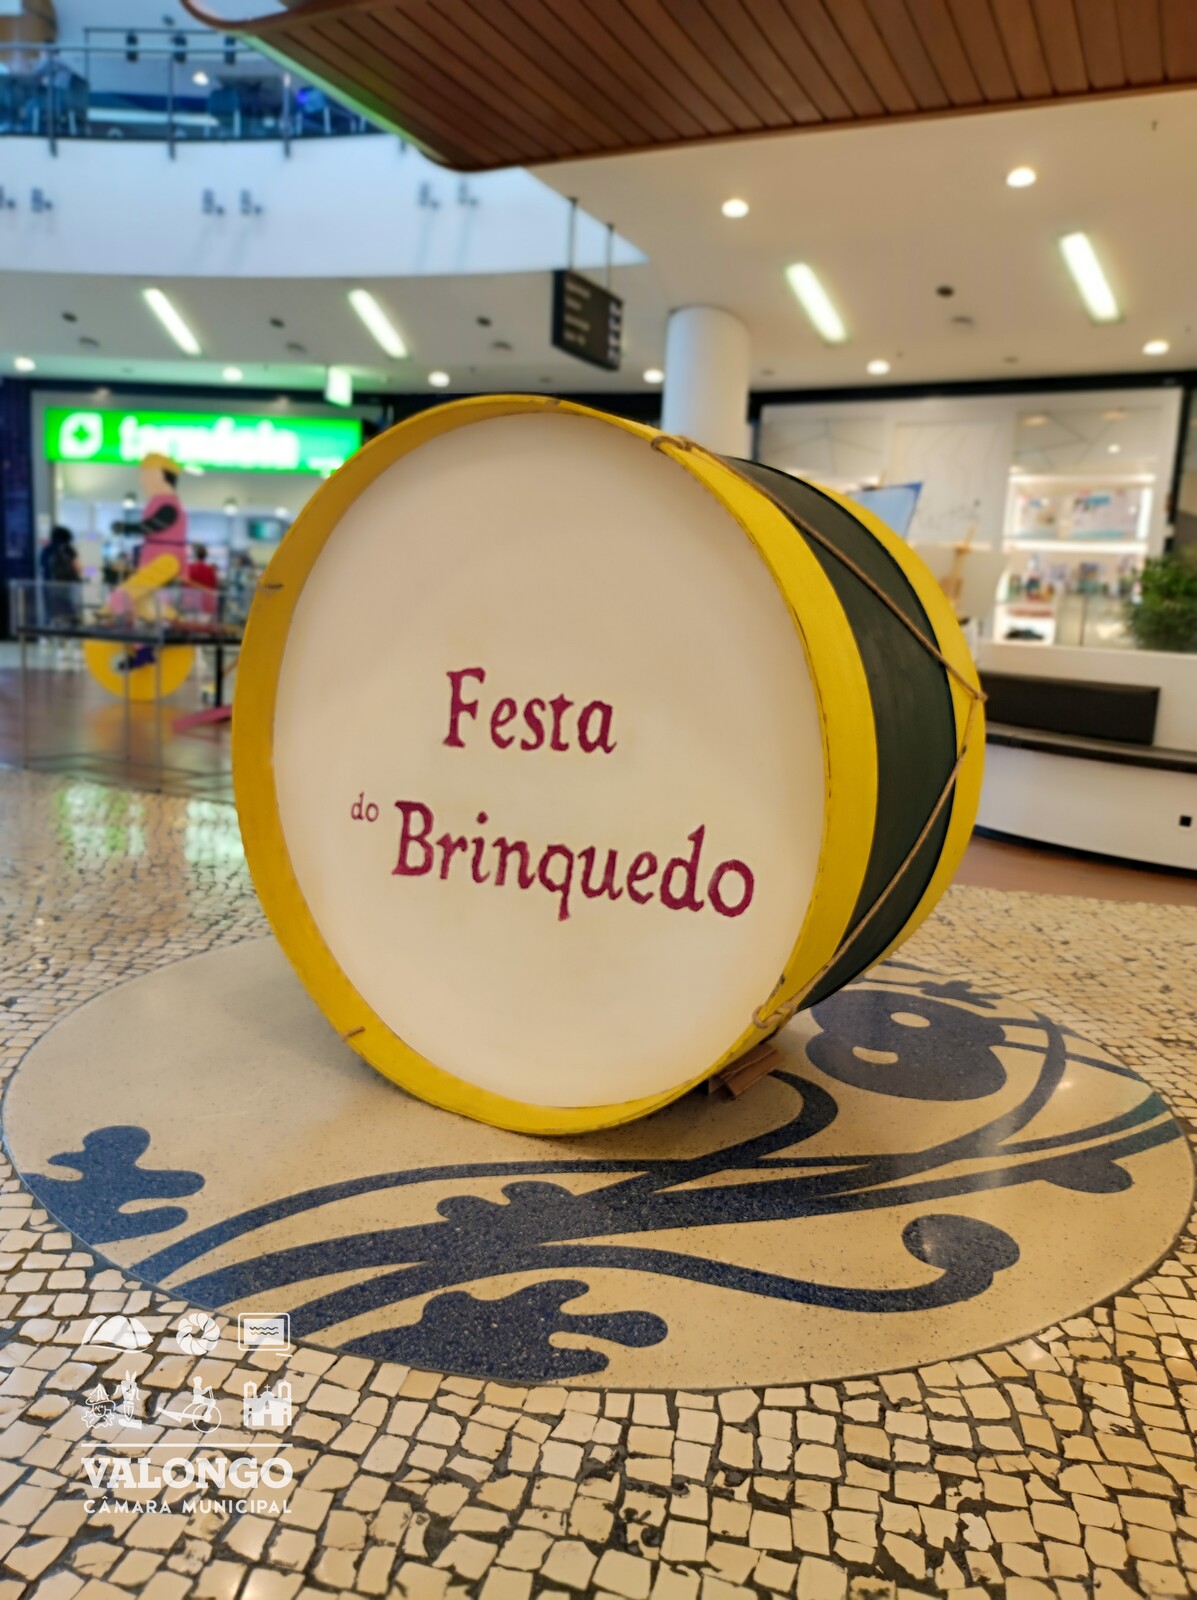 Festa
do Brinquedo
VALONGO
CÂMARA MUNICIPAL